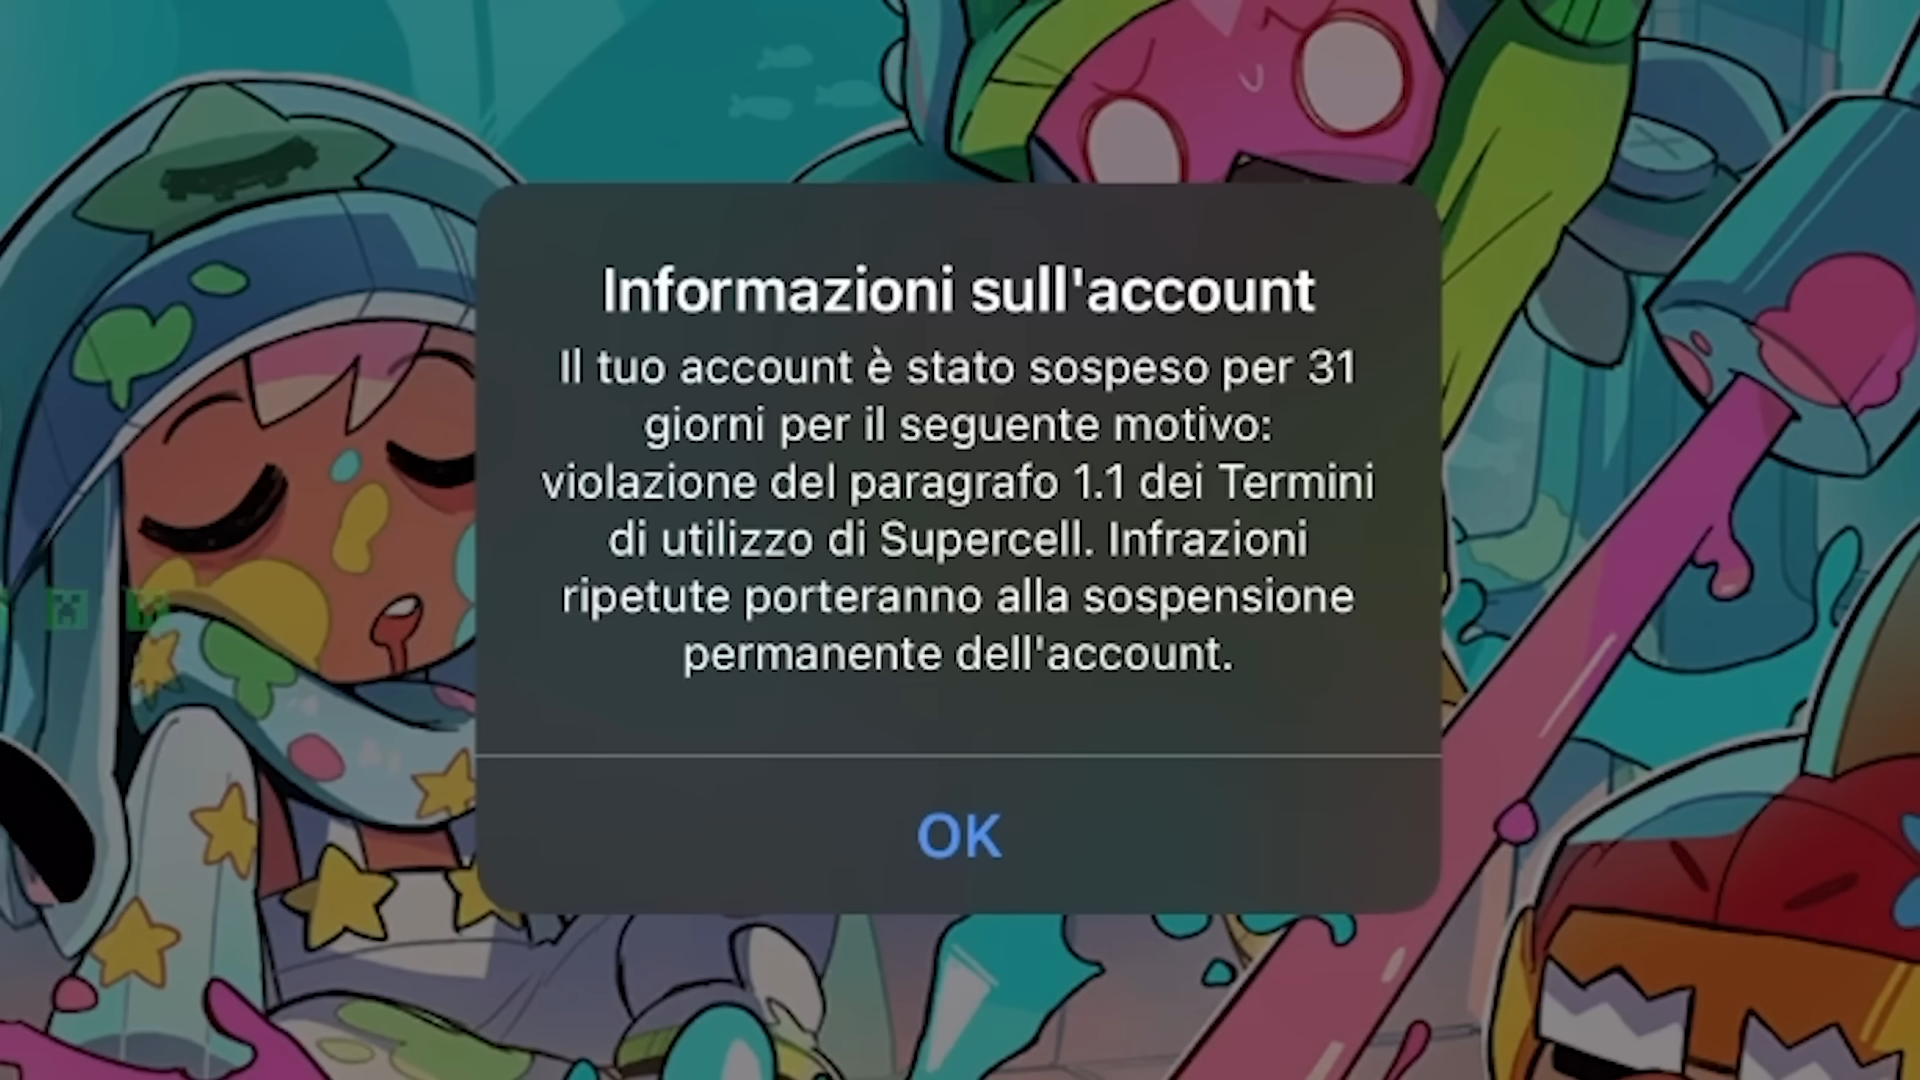 Informazioni sull'account
Il tuo account è stato sospeso per 31
giorni per il seguente motivo:
violazione del paragrafo 1.1 dei Termini
di utilizzo di Supercell. Infrazioni
ripetute porteranno alla sospensione
permanente dell'account.
OK